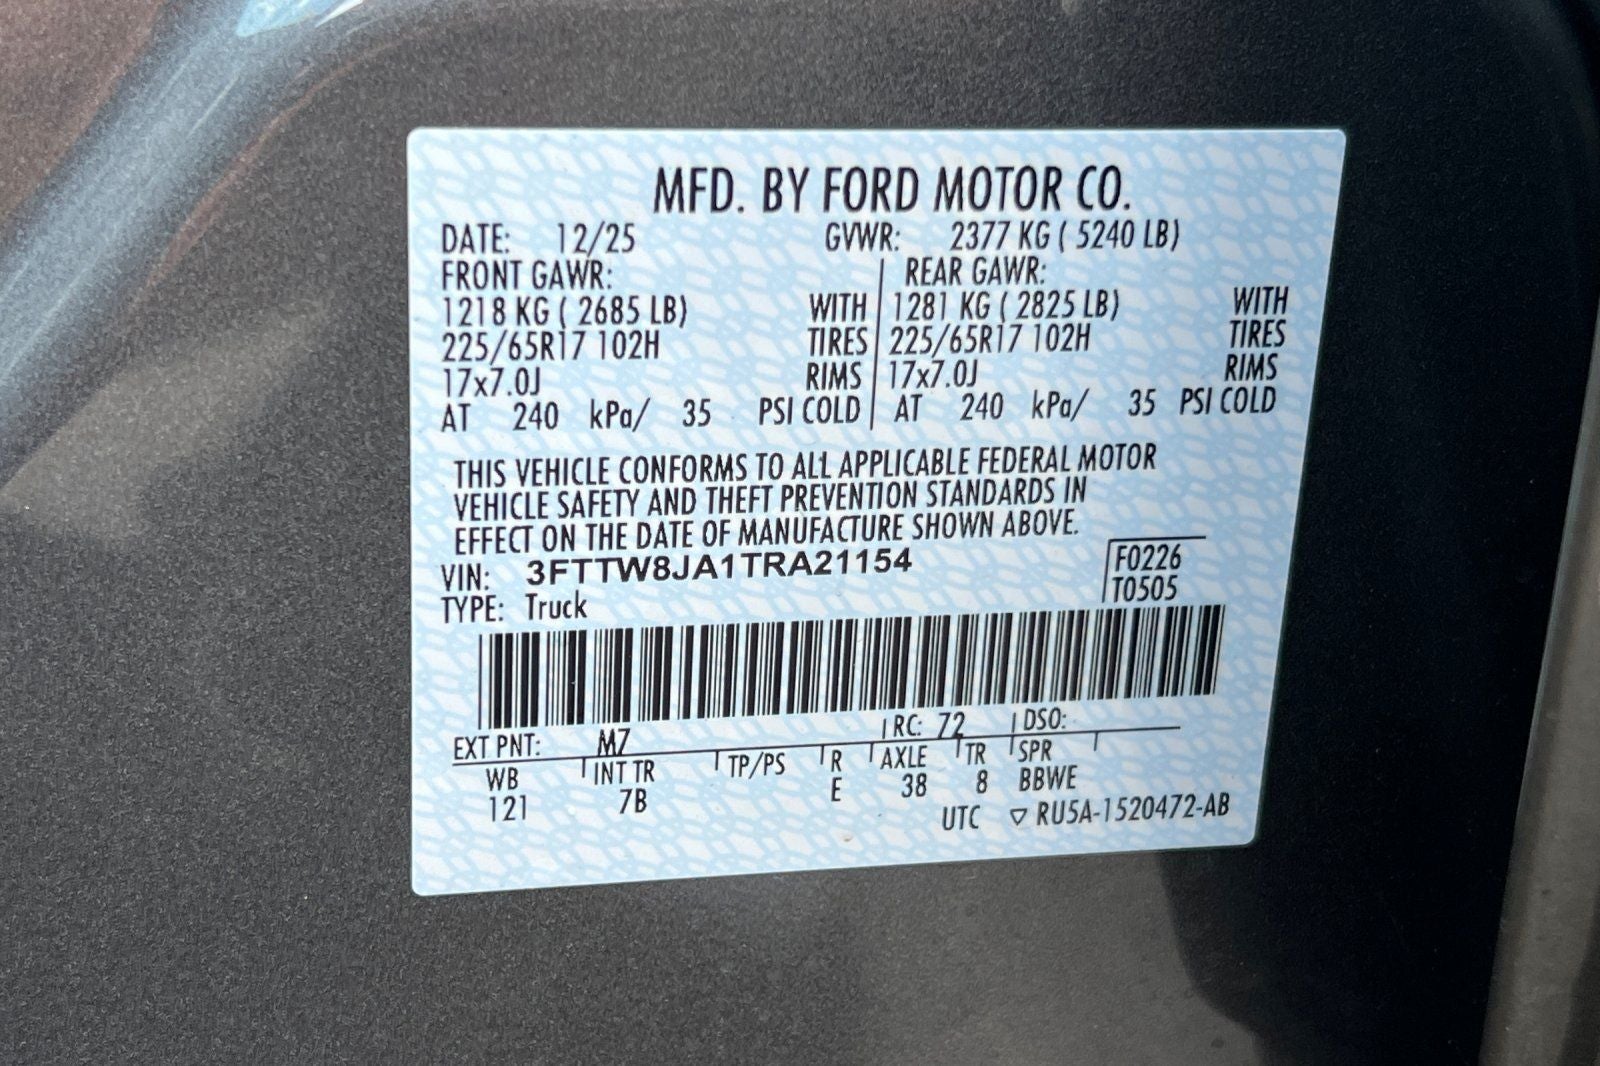 MFD. BY FORD MOTOR CO.
DATE: 12/25 GVWR: 2377 KG ( 5240 LB)
FRONT GAWR: REAR GAWR:
1218 KG ( 2685 LB) WITH 1281 KG ( 2825 LB) WITH
225/65R17 102H TIRES 225/65R17 102H TIRES
17x7.0J RIMS 17x7.0J RIMS
AT 240 kPa/ 35 PSI COLD AT 240 kPa/ 35 PSI COLD
THIS VEHICLE CONFORMS TO ALL APPLICABLE FEDERAL MOTOR
VEHICLE SAFETY AND THEFT PREVENTION STANDARDS IN
EFFECT ON THE DATE OF MANUFACTURE SHOWN ABOVE.
VIN: 3FTTW8JA1TRA21154 F0226
TYPE: Truck T0505
EXT PNT: M7 RC: 72 DSO:
WB INT TR TP/PS R AXLE TR SPR
121 7B E 38 8 BBWE
UTC ▽ RU5A-1520472-AB